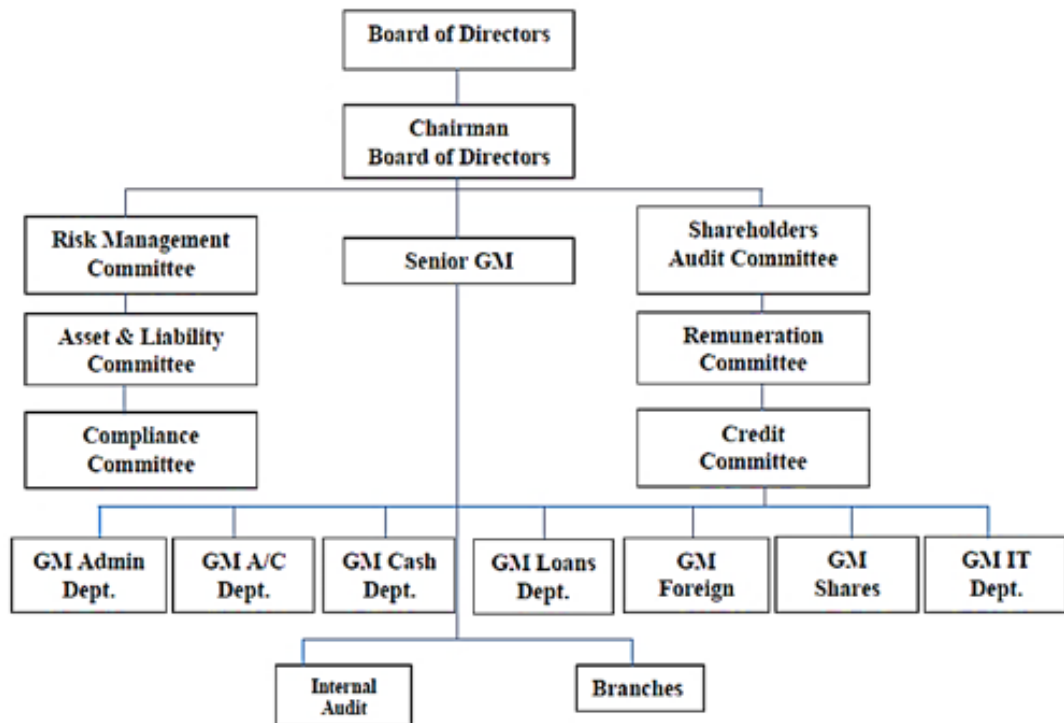 Board of Directors
Chairman
Board of Directors
Risk Management
Committee
Senior GM
Shareholders
Audit Committee
Asset & Liability
Committee
Remuneration
Committee
Compliance
Committee
Credit
Committee
GM Admin
Dept.
GM A/C
Dept.
GM Cash
Dept.
GM Loans
Dept.
GM
Foreign
GM
Shares
GM IT
Dept.
Internal
Audit
Branches